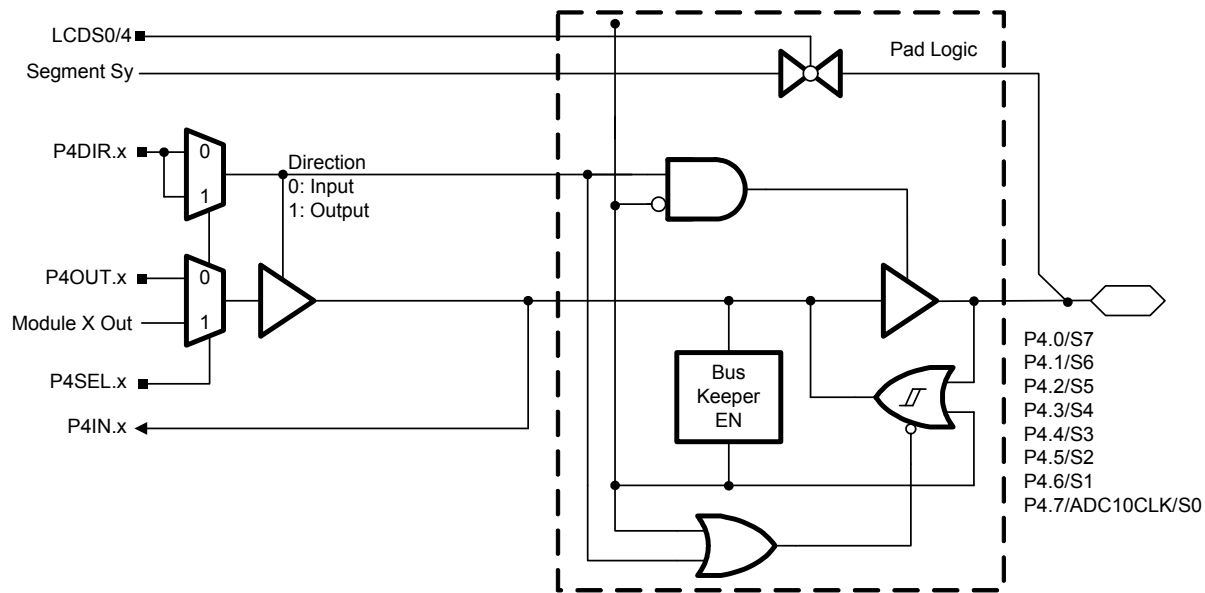 LCDS0/4
Pad Logic
Segment Sy
P4DIR.x
0
1
Direction
0: Input
1: Output
P4OUT.x
0
Module X Out
1
P4SEL.x
P4IN.x
Bus
Keeper
EN
P4.0/S7
P4.1/S6
P4.2/S5
P4.3/S4
P4.4/S3
P4.5/S2
P4.6/S1
P4.7/ADC10CLK/S0